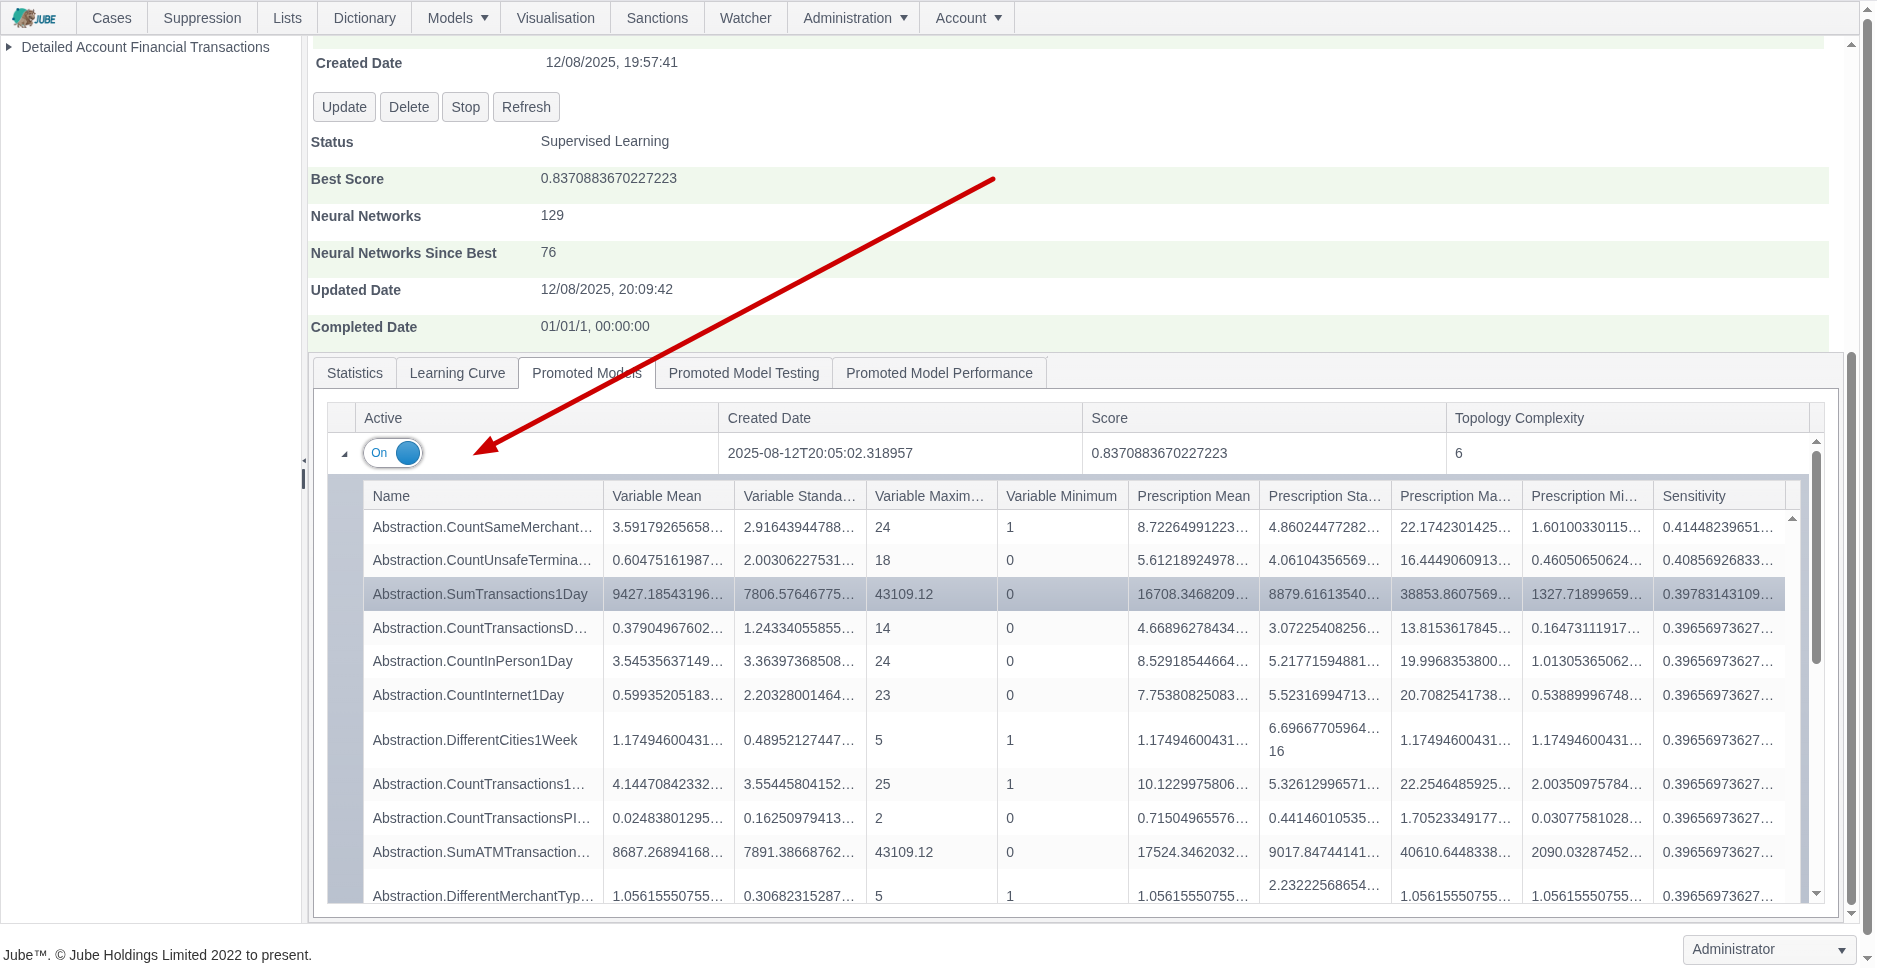 JUBE Cases Suppression Lists Dictionary Models Visualisation Sanctions Watcher Administration Account
Detailed Account Financial Transactions
Created Date 12/08/2025, 19:57:41
Update Delete Stop Refresh
Status Supervised Learning
Best Score 0.8370883670227223
Neural Networks 129
Neural Networks Since Best 76
Updated Date 12/08/2025, 20:09:42
Completed Date 01/01/1, 00:00:00
Statistics Learning Curve Promoted Models Promoted Model Testing Promoted Model Performance
Active Created Date Score Topology Complexity
On 2025-08-12T20:05:02.318957 0.8370883670227223 6
Name Variable Mean Variable Standa… Variable Maxim… Variable Minimum Prescription Mean Prescription Sta… Prescription Ma… Prescription Mi… Sensitivity
Abstraction.CountSameMerchant… 3.59179265658… 2.91643944788… 24 1 8.72264991223… 4.86024477282… 22.1742301425… 1.60100330115… 0.41448239651…
Abstraction.CountUnsafeTermina… 0.60475161987… 2.00306227531… 18 0 5.61218924978… 4.06104356569… 16.4449060913… 0.46050650624… 0.40856926833…
Abstraction.SumTransactions1Day 9427.18543196… 7806.57646775… 43109.12 0 16708.3468209… 8879.61613540… 38853.8607569… 1327.71899659… 0.39783143109…
Abstraction.CountTransactionsD… 0.37904967602… 1.24334055855… 14 0 4.66896278434… 3.07225408256… 13.8153617845… 0.16473111917… 0.39656973627…
Abstraction.CountInPerson1Day 3.54535637149… 3.36397368508… 24 0 8.52918544664… 5.21771594881… 19.9968353800… 1.01305365062… 0.39656973627…
Abstraction.CountInternet1Day 0.59935205183… 2.20328001464… 23 0 7.75380825083… 5.52316994713… 20.7082541738… 0.53889996748… 0.39656973627…
Abstraction.DifferentCities1Week 1.17494600431… 0.48952127447… 5 1 1.17494600431… 6.69667705964… 1.17494600431… 1.17494600431… 0.39656973627…
16
Abstraction.CountTransactions1… 4.14470842332… 3.55445804152… 25 1 10.1229975806… 5.32612996571… 22.2546485925… 2.00350975784… 0.39656973627…
Abstraction.CountTransactionsPI… 0.02483801295… 0.16250979413… 2 0 0.71504965576… 0.44146010535… 1.70523349177… 0.03077581028… 0.39656973627…
Abstraction.SumATMTransaction… 8687.26894168… 7891.38668762… 43109.12 0 17524.3462032… 9017.84744141… 40610.6448338… 2090.03287452… 0.39656973627…
Abstraction.DifferentMerchantTyp… 1.05615550755… 0.30682315287… 5 1 1.05615550755… 2.23222568654… 1.05615550755… 1.05615550755… 0.39656973627…
Jube™. © Jube Holdings Limited 2022 to present.
Administrator